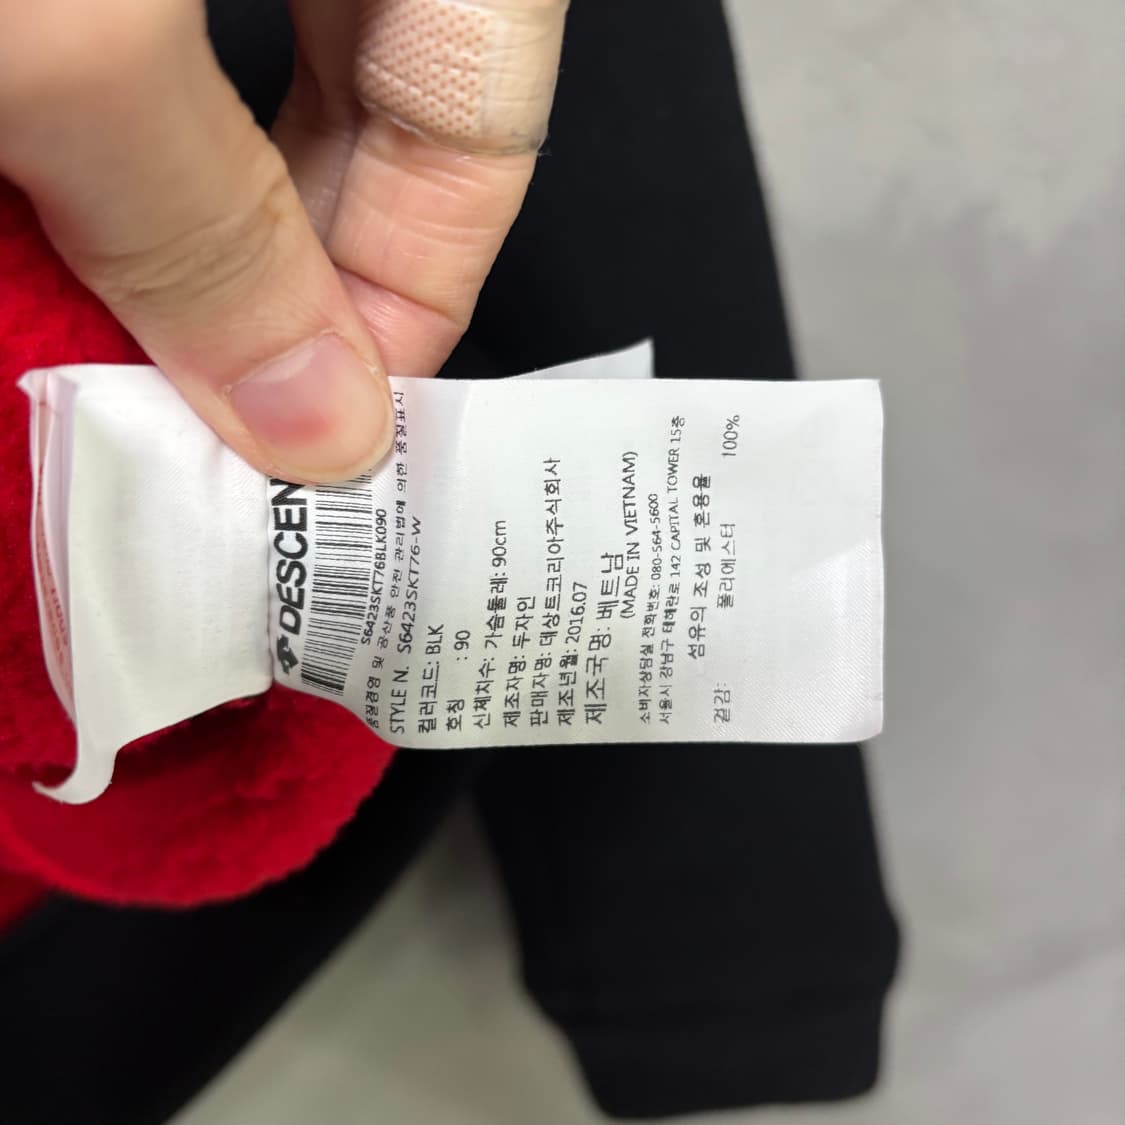 DESCEN
S6423SKT76BLK090
품질경영 및 공산품 안전 관리법에 의한 품질표시
STYLE N. S6423SKT76-W
컬러코드: BLK
호칭 : 90
신체치수: 가슴둘레: 90cm
제조자명: 두자인
판매자명: 데상트코리아주식회사
제조년월: 2016.07
제조국명: 베트남
(MADE IN VIETNAM)
소비자상담실 전화번호: 080-564-5600
서울시 강남구 테헤란로 142 CAPITAL TOWER 15층
섬유의 조성 및 혼용율
겉감: 폴리에스터 100%